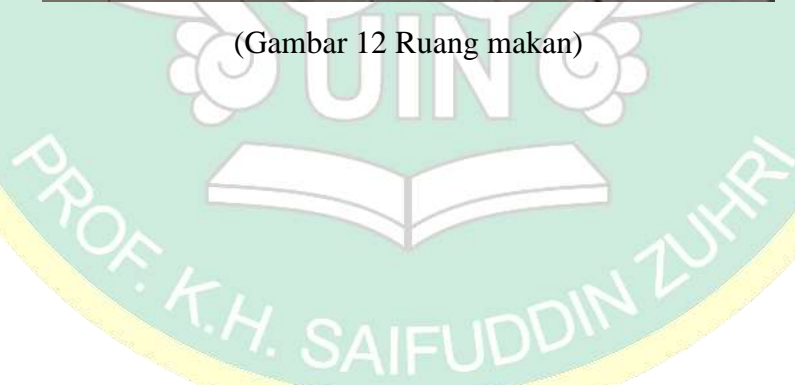 (Gambar 12 Ruang makan)
UIN
PROF. K.H. SAIFUDDIN ZUHRI